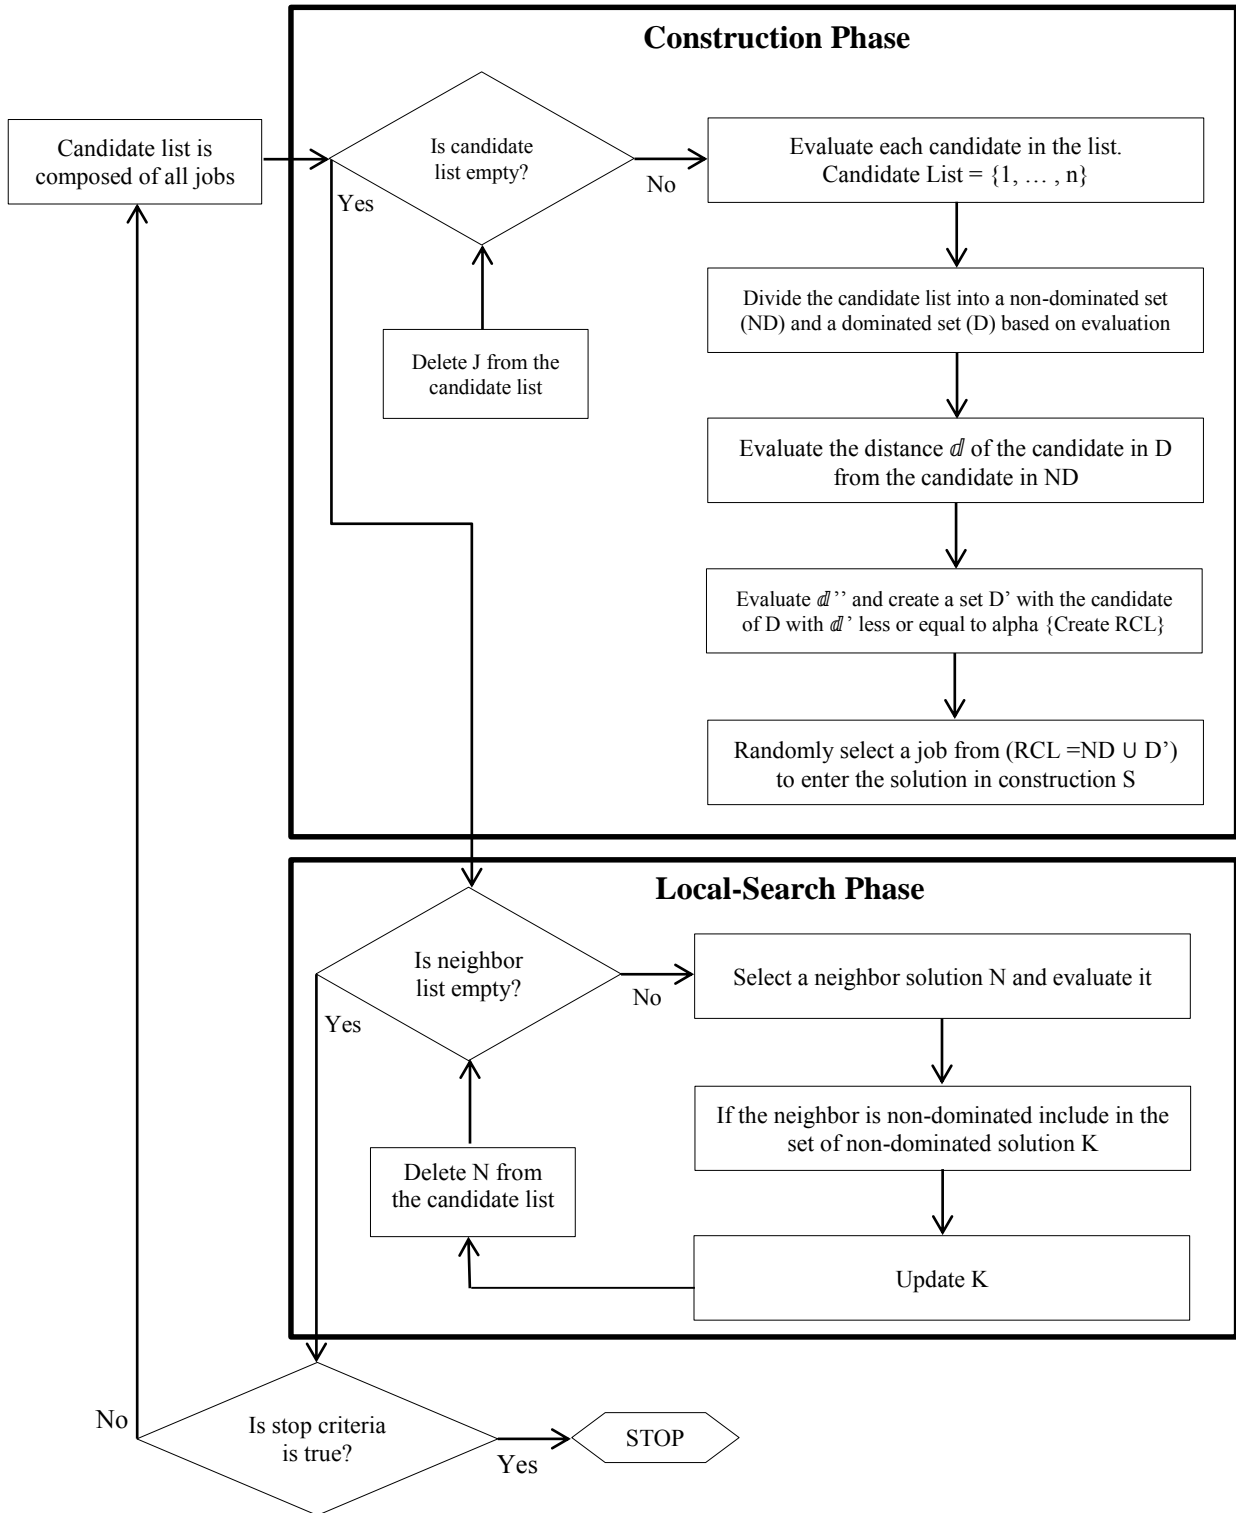 Construction Phase
Candidate list is
composed of all jobs
Is candidate
list empty?
Yes
No
Evaluate each candidate in the list.
Candidate List = {1, … , n}
Divide the candidate list into a non-dominated set
(ND) and a dominated set (D) based on evaluation
Delete J from the
candidate list
Evaluate the distance ⅆ of the candidate in D
from the candidate in ND
Evaluate ⅆ’’ and create a set D’ with the candidate
of D with ⅆ’ less or equal to alpha {Create RCL}
Randomly select a job from (RCL =ND ∪ D’)
to enter the solution in construction S
Local-Search Phase
Is neighbor
list empty?
Yes
No
Select a neighbor solution N and evaluate it
If the neighbor is non-dominated include in the
set of non-dominated solution K
Delete N from
the candidate list
Update K
Is stop criteria
is true?
No
Yes
STOP